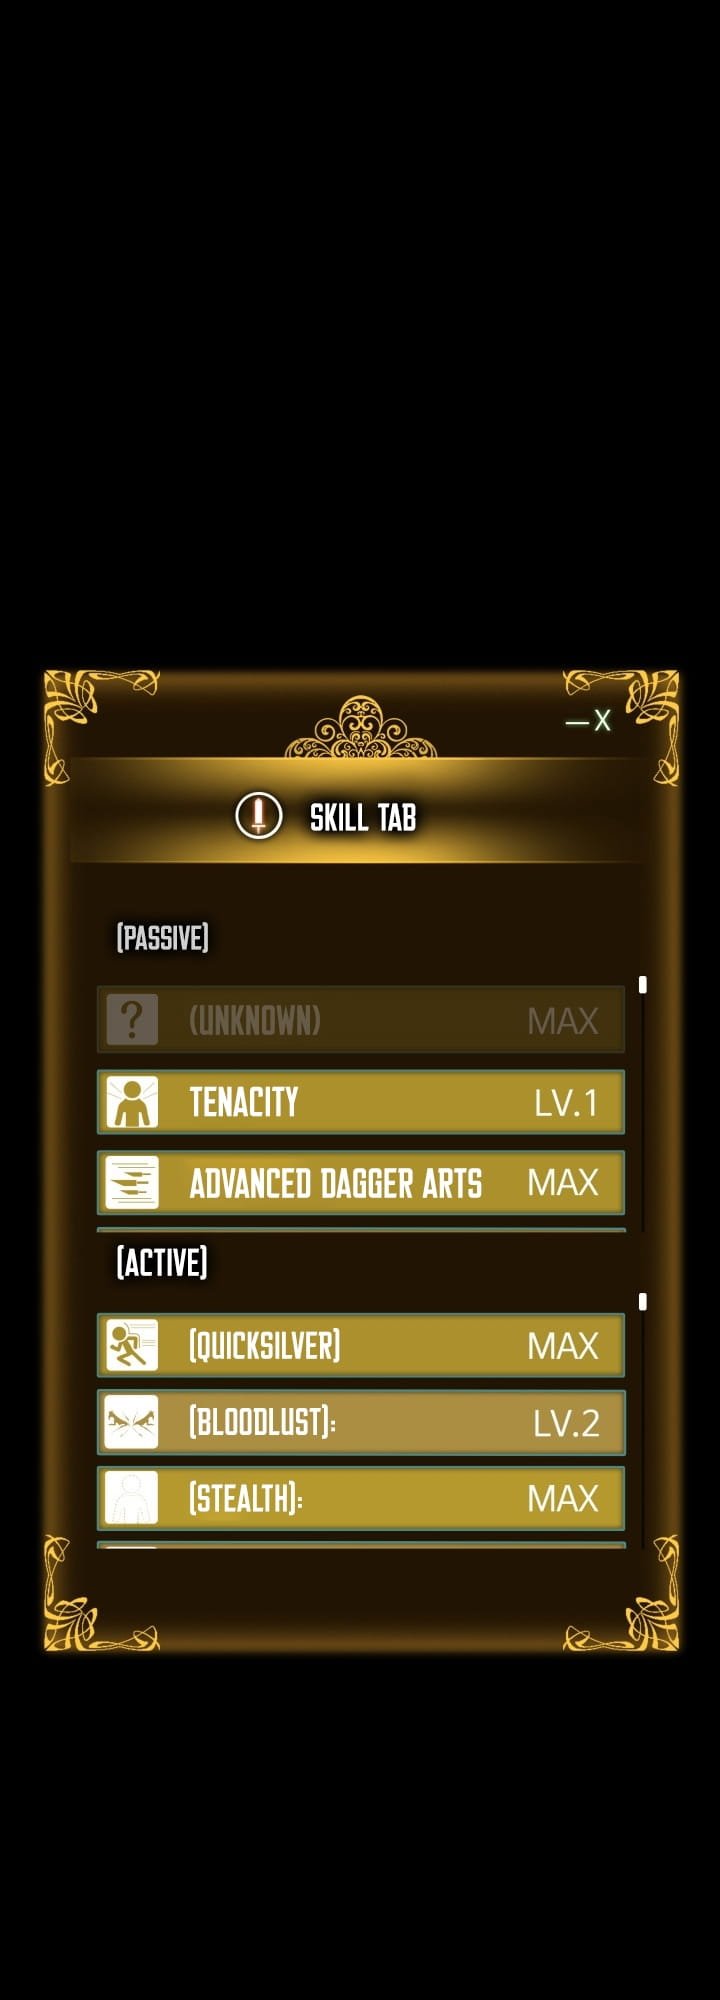 —X
SKILL TAB
[PASSIVE]
? (UNKNOWN) MAX
TENACITY LV.1
ADVANCED DAGGER ARTS MAX
[ACTIVE]
[QUICKSILVER] MAX
[BLOODLUST]: LV.2
[STEALTH]: MAX